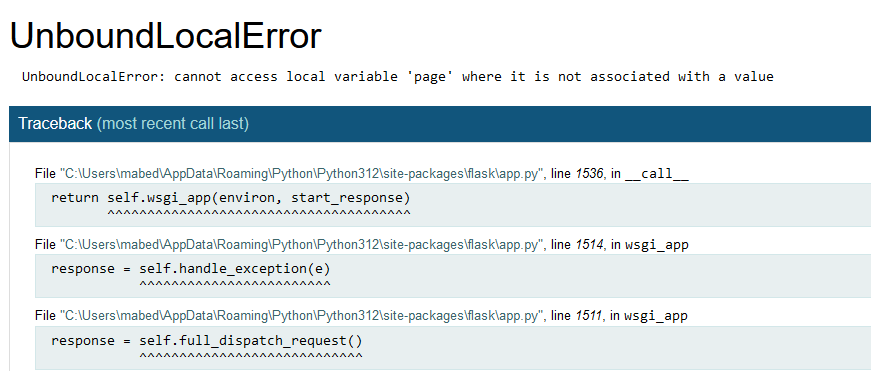 UnboundLocalError
UnboundLocalError: cannot access local variable 'page' where it is not associated with a value
Traceback (most recent call last)
File "C:\Users\mabed\AppData\Roaming\Python\Python312\site-packages\flask\app.py", line 1536, in __call__
return self.wsgi_app(environ, start_response)
^^^^^^^^^^^^^^^^^^^^^^^^^^^^^^^^^^^^^^
File "C:\Users\mabed\AppData\Roaming\Python\Python312\site-packages\flask\app.py", line 1514, in wsgi_app
response = self.handle_exception(e)
^^^^^^^^^^^^^^^^^^^^^^^^
File "C:\Users\mabed\AppData\Roaming\Python\Python312\site-packages\flask\app.py", line 1511, in wsgi_app
response = self.full_dispatch_request()
^^^^^^^^^^^^^^^^^^^^^^^^^^^^